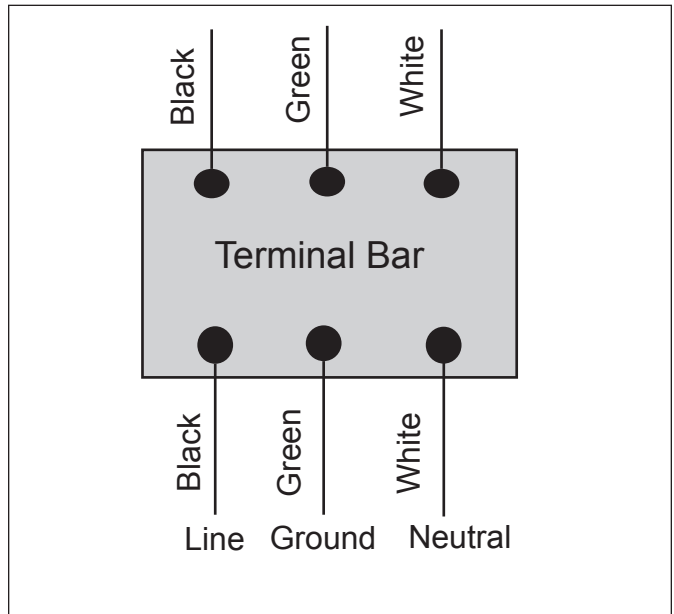 Black Green White
Terminal Bar
Black Green White
Line Ground Neutral